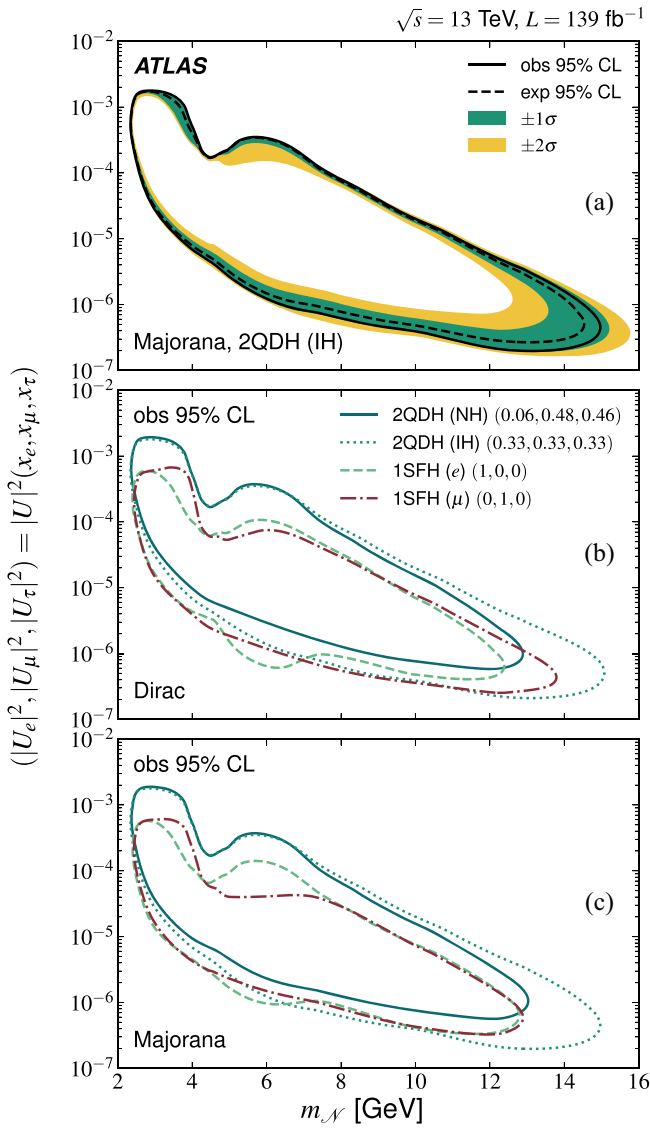 √s = 13 TeV, L = 139 fb⁻¹
ATLAS
obs 95% CL
exp 95% CL
±1σ
±2σ
(a)
Majorana, 2QDH (IH)
10⁻²
10⁻³
10⁻⁴
10⁻⁵
10⁻⁶
10⁻⁷
(|U_e|², |U_μ|², |U_τ|²) = |U|²(x_e, x_μ, x_τ)
obs 95% CL
2QDH (NH) (0.06, 0.48, 0.46)
2QDH (IH) (0.33, 0.33, 0.33)
1SFH (e) (1, 0, 0)
1SFH (μ) (0, 1, 0)
(b)
Dirac
10⁻²
10⁻³
10⁻⁴
10⁻⁵
10⁻⁶
10⁻⁷
obs 95% CL
(c)
Majorana
10⁻²
10⁻³
10⁻⁴
10⁻⁵
10⁻⁶
10⁻⁷
2 4 6 8 10 12 14 16
m_𝒩 [GeV]